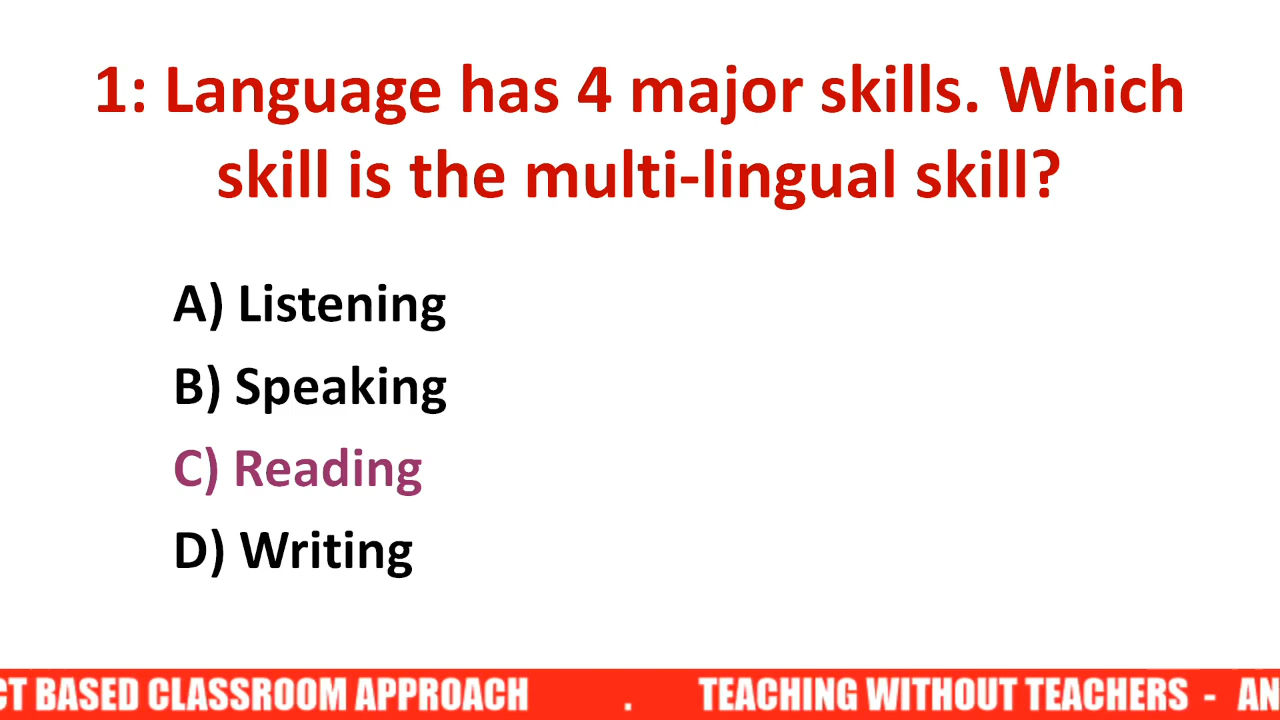 1: Language has 4 major skills. Which
skill is the multi-lingual skill?
A) Listening
B) Speaking
C) Reading
D) Writing
CT BASED CLASSROOM APPROACH . TEACHING WITHOUT TEACHERS - AN